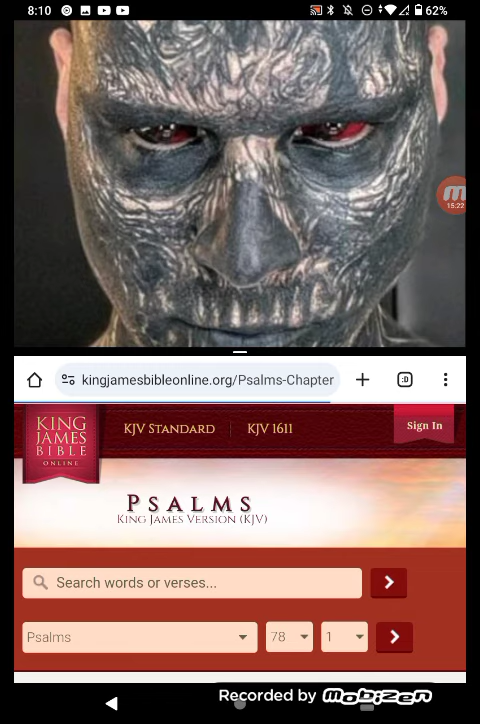 8:10
62%
m
15:22
kingjamesbibleonline.org/Psalms-Chapter
:D
KING
JAMES
BIBLE
ONLINE
KJV STANDARD
KJV 1611
Sign In
PSALMS
KING JAMES VERSION (KJV)
Search words or verses...
Psalms
78
1
Recorded by mobizen